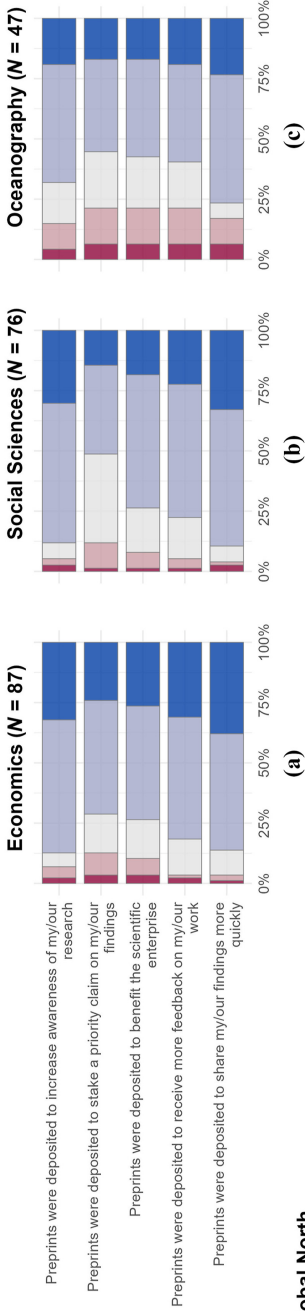 Economics (N = 87)
Social Sciences (N = 76)
Oceanography (N = 47)
Preprints were deposited to increase awareness of my/our
research
Preprints were deposited to stake a priority claim on my/our
findings
Preprints were deposited to benefit the scientific
enterprise
Preprints were deposited to receive more feedback on my/our
work
Preprints were deposited to share my/our findings more
quickly
0% 25% 50% 75% 100%
0% 25% 50% 75% 100%
0% 25% 50% 75% 100%
(a)
(b)
(c)
obal North